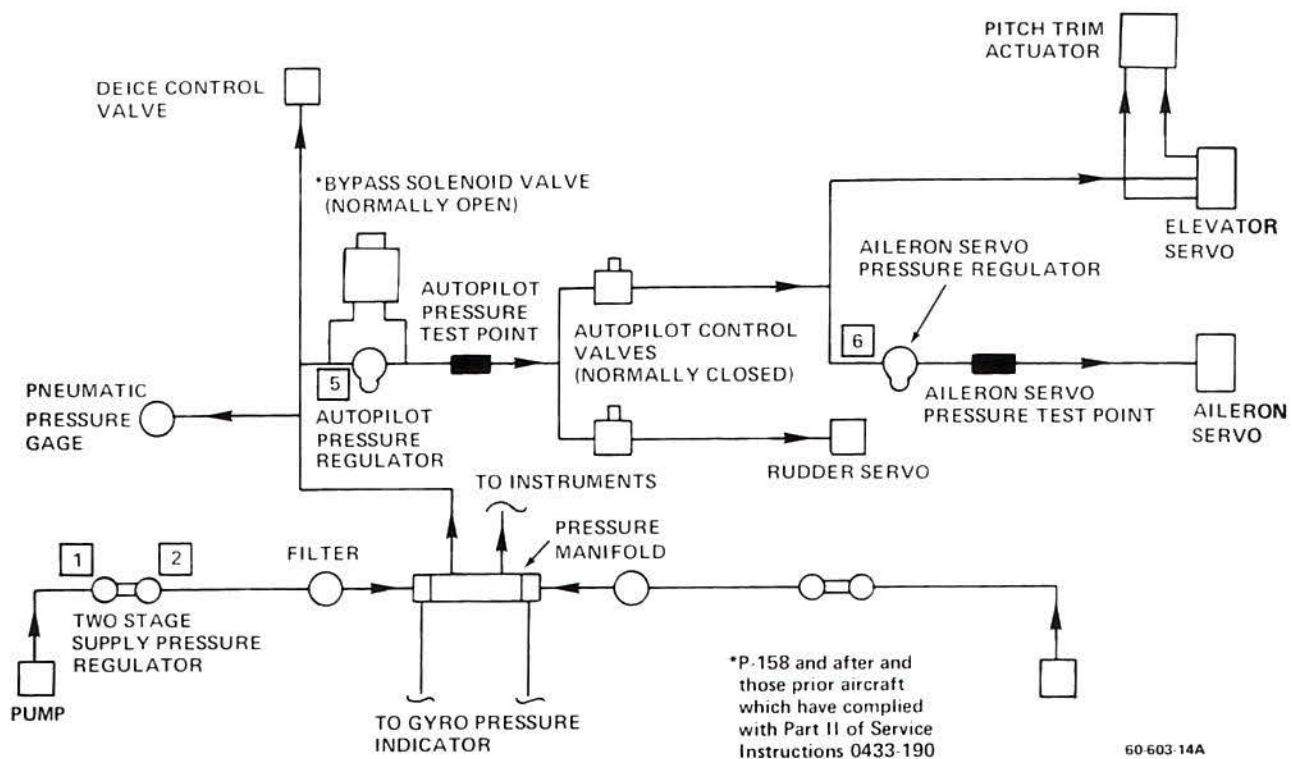 PITCH TRIM
ACTUATOR
DEICE CONTROL
VALVE
*BYPASS SOLENOID VALVE
(NORMALLY OPEN)
ELEVATOR
SERVO
AILERON SERVO
PRESSURE REGULATOR
AUTOPILOT
PRESSURE
TEST POINT
AUTOPILOT CONTROL
VALVES
(NORMALLY CLOSED)
6
5
PNEUMATIC
PRESSURE
GAGE
AUTOPILOT
PRESSURE
REGULATOR
AILERON SERVO
PRESSURE TEST POINT
AILERON
SERVO
RUDDER SERVO
TO INSTRUMENTS
PRESSURE
MANIFOLD
1
2
FILTER
TWO STAGE
SUPPLY PRESSURE
REGULATOR
PUMP
TO GYRO PRESSURE
INDICATOR
*P-158 and after and
those prior aircraft
which have complied
with Part II of Service
Instructions 0433-190
60-603-14A